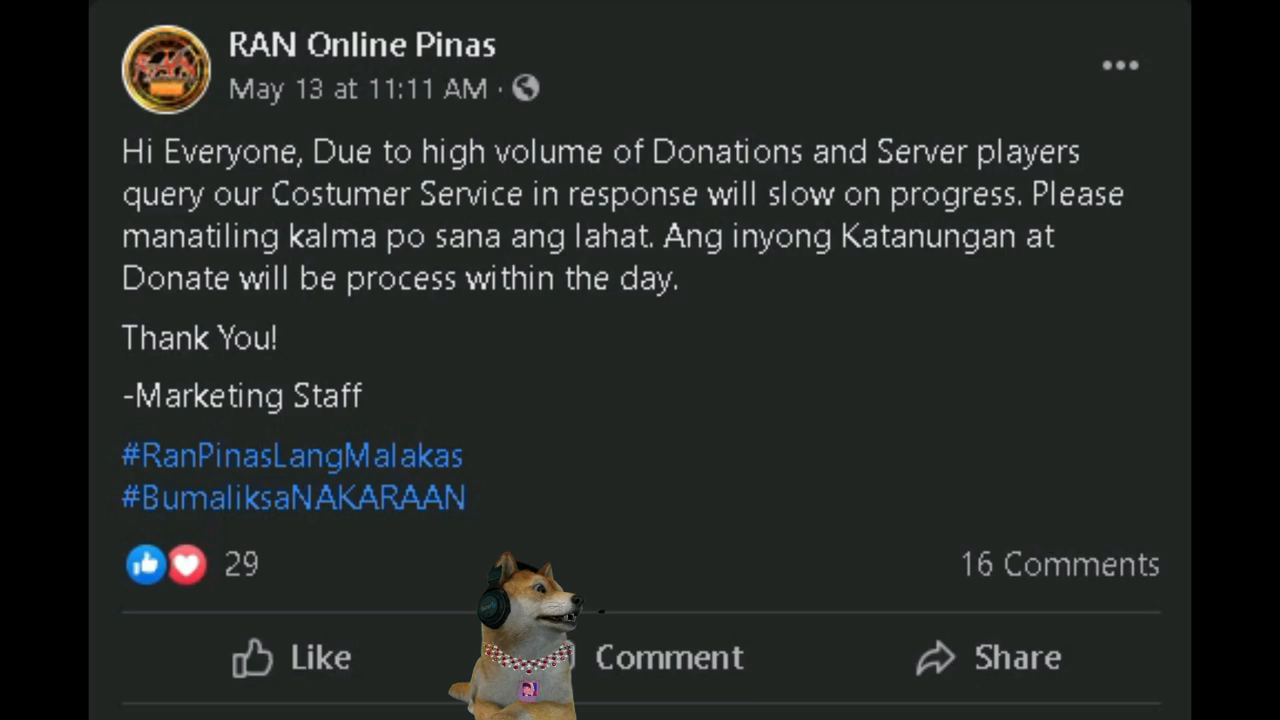 RAN Online Pinas
May 13 at 11:11 AM ·
Hi Everyone, Due to high volume of Donations and Server players
query our Costumer Service in response will slow on progress. Please
manatiling kalma po sana ang lahat. Ang inyong Katanungan at
Donate will be process within the day.
Thank You!
-Marketing Staff
#RanPinasLangMalakas
#BumaliksaNAKARAAN
29
16 Comments
Like
Comment
Share